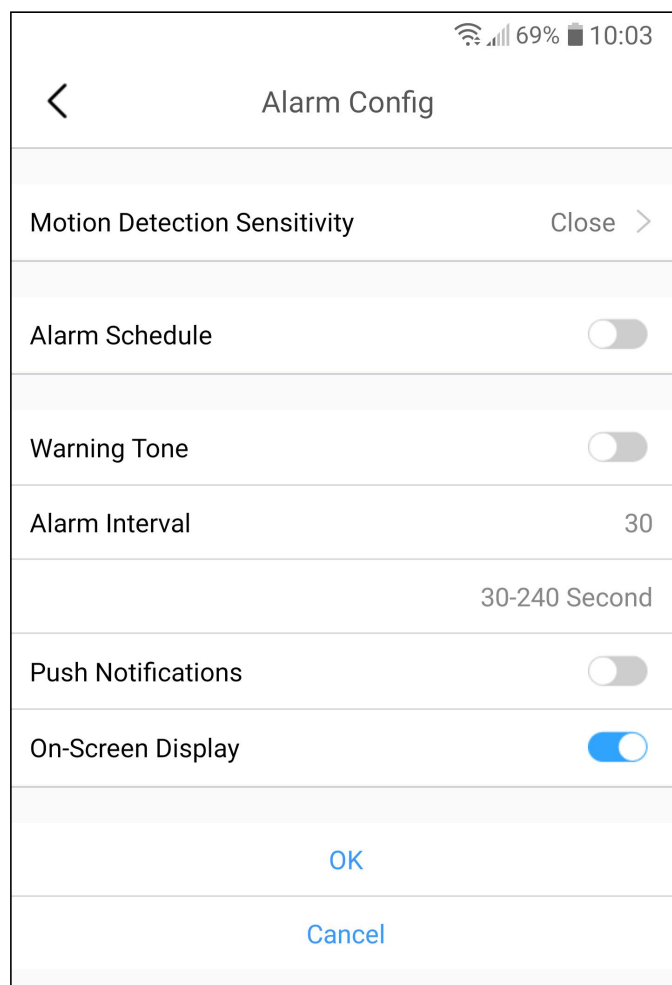 69% 10:03
Alarm Config
Motion Detection Sensitivity Close
Alarm Schedule
Warning Tone
Alarm Interval 30
30-240 Second
Push Notifications
On-Screen Display
OK
Cancel